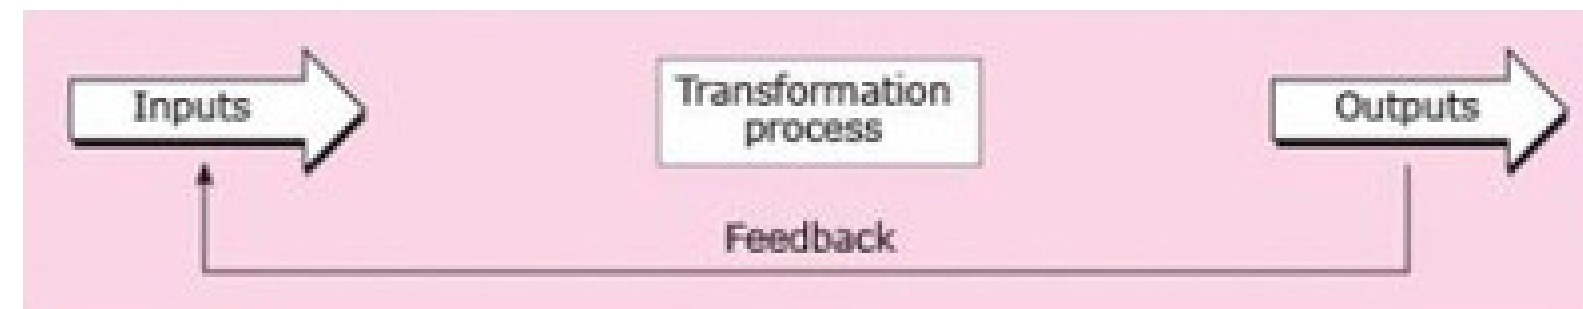 Inputs
Transformation
process
Outputs
Feedback